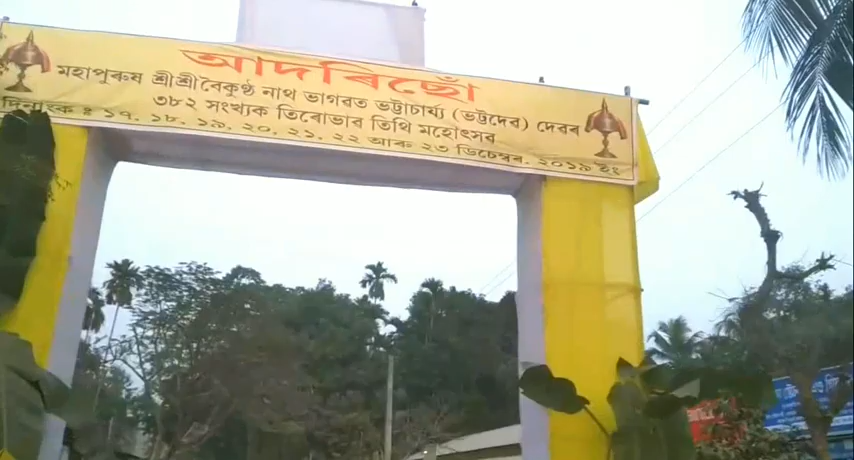 আদৰিছোঁ
মহাপুৰুষ শ্ৰীশ্ৰীবৈকুণ্ঠ নাথ ভাগৱত ভট্টাচাৰ্য্য (ভট্টদেৱ) দেৱৰ
৩৮২ সংখ্যক তিৰোভাৱ তিথি মহোৎসৱ
দিনাংক ঃ ১৭, ১৮, ১৯, ২০, ২১, ২২ আৰু ২৩ ডিচেম্বৰ, ২০১৯ ইং